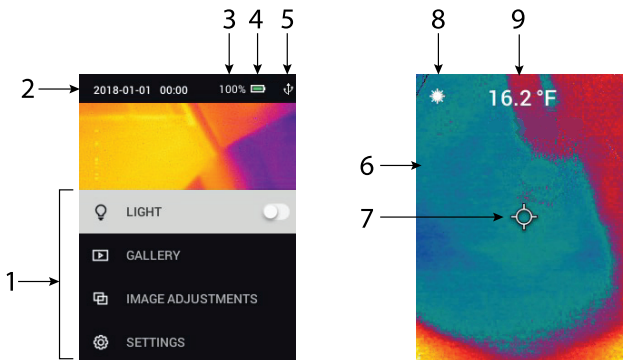 3 4 5
8 9
2
2018-01-01 00:00 100%
16.2 °F
6
LIGHT
7
GALLERY
1
IMAGE ADJUSTMENTS
SETTINGS